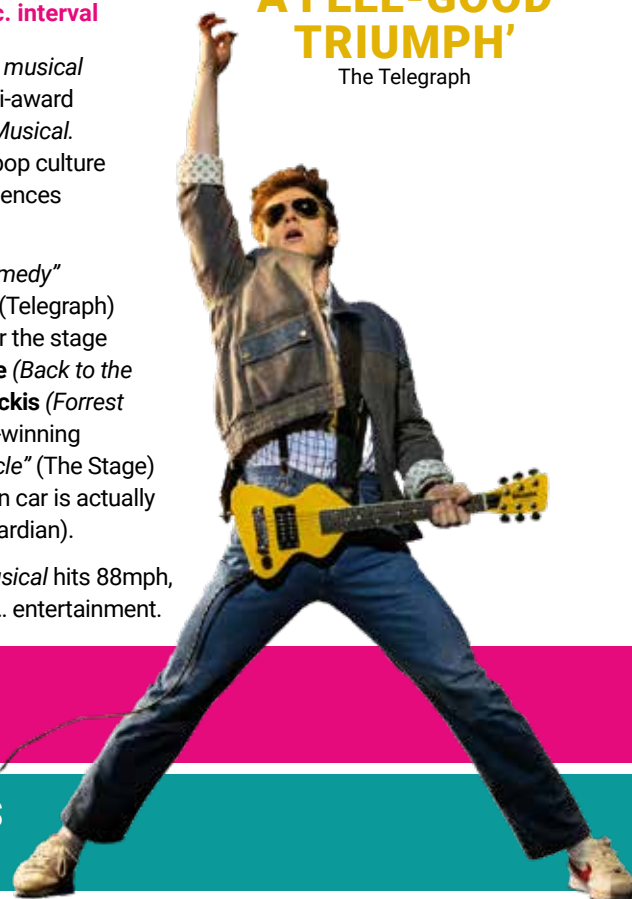 c. interval
musical
i-award
Musical.
pop culture
ences
medy”
(Telegraph)
r the stage
e (Back to the
ckis (Forrest
winning
cle” (The Stage)
n car is actually
ardian).
sical hits 88mph,
.. entertainment.
A FEEL-GOOD
TRIUMPH’
The Telegraph
S